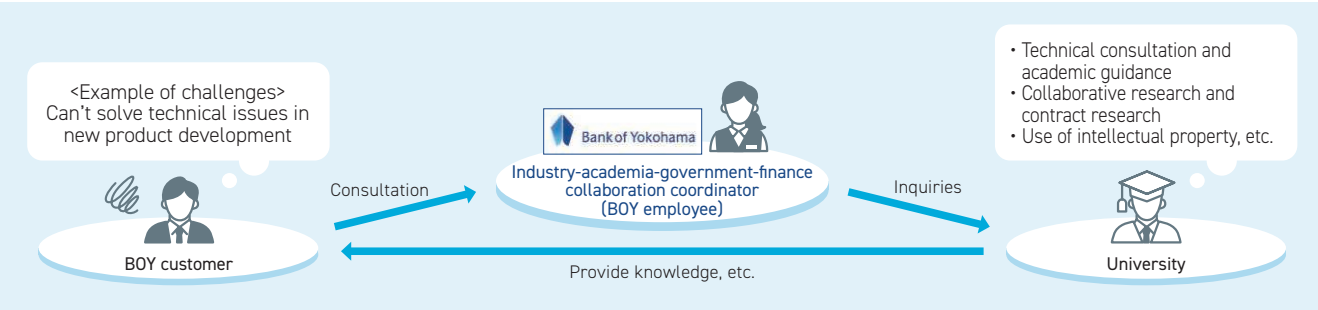 <Example of challenges>
Can't solve technical issues in
new product development
BOY customer
Consultation
Bank of Yokohama
Industry-academia-government-finance
collaboration coordinator
(BOY employee)
Inquiries
Provide knowledge, etc.
・Technical consultation and
academic guidance
・Collaborative research and
contract research
・Use of intellectual property, etc.
University